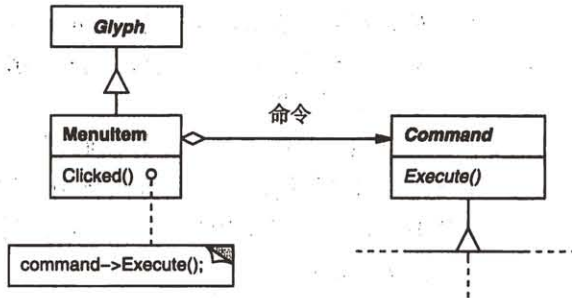 Glyph
MenuItem
Clicked()
command->Execute();
命令
Command
Execute()